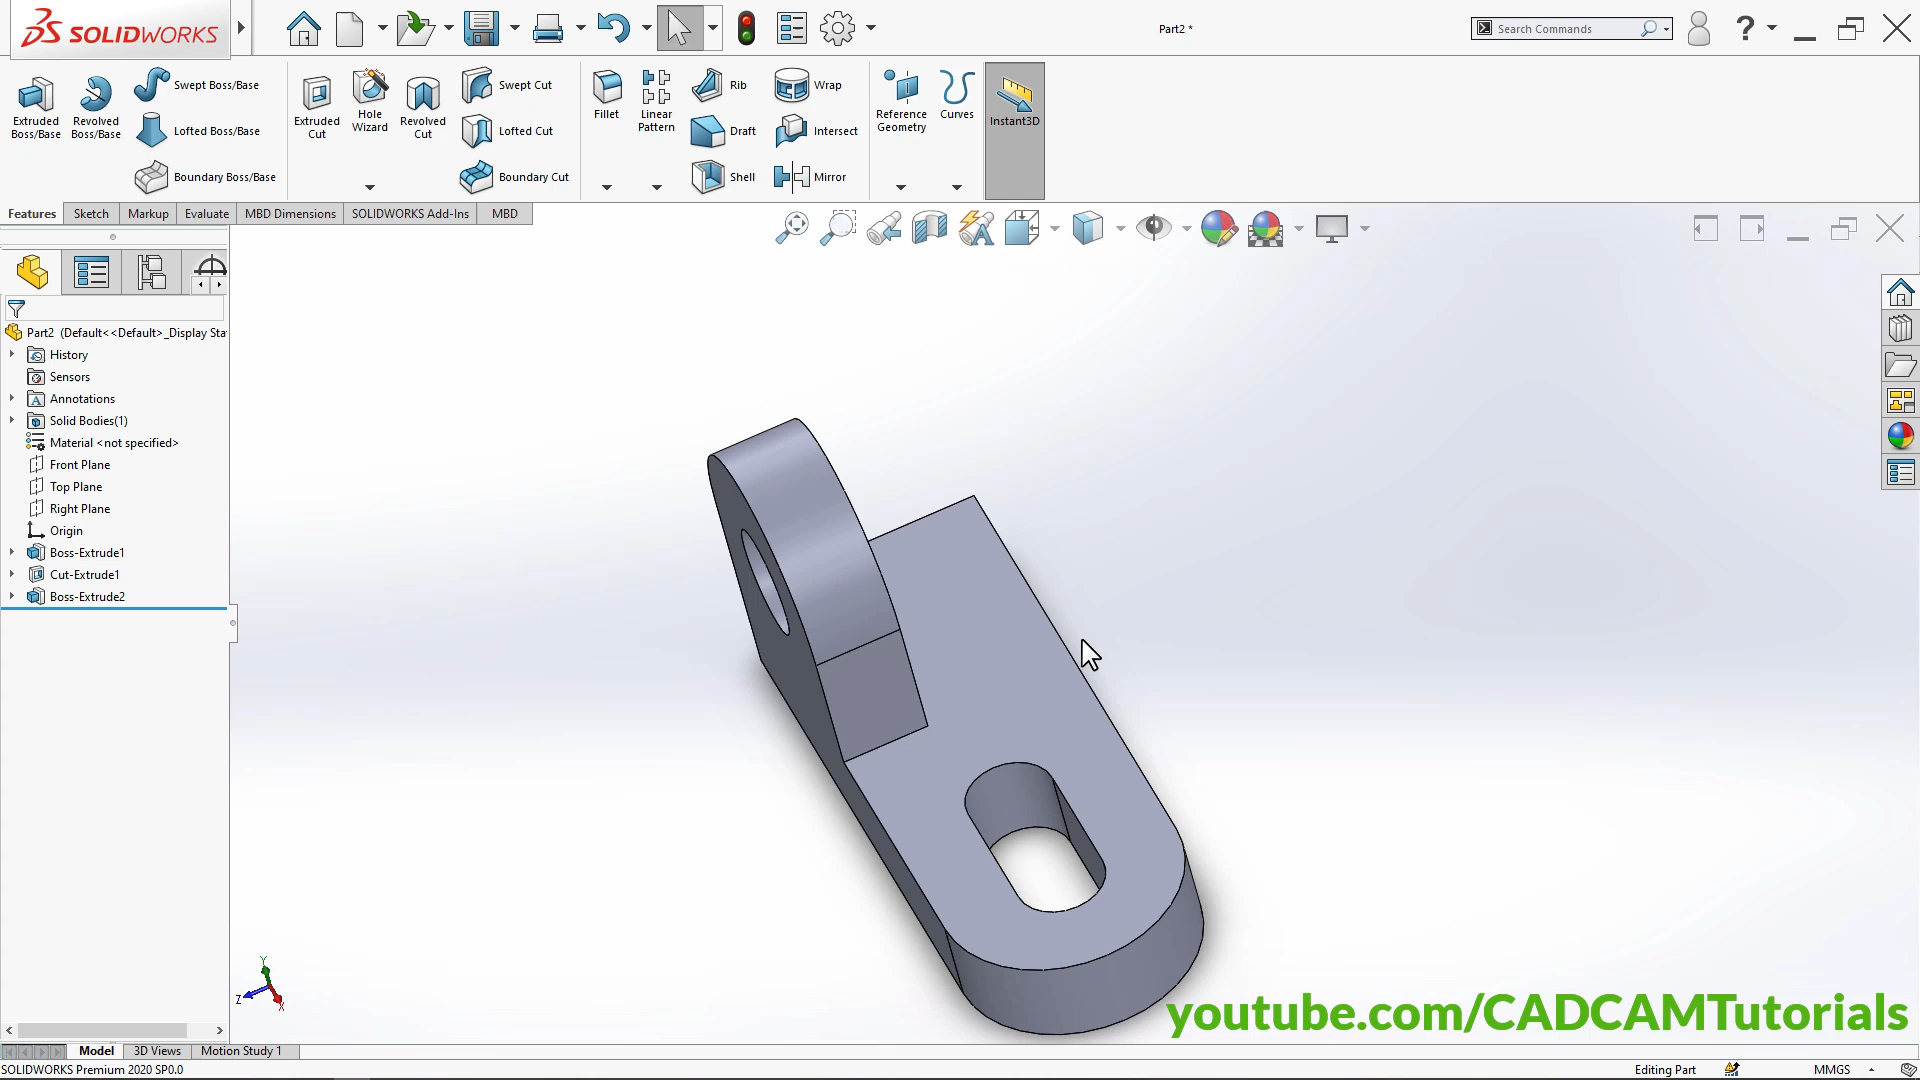 SOLIDWORKS
Part2 *
Search Commands
?
Extruded Boss/Base
Revolved Boss/Base
Swept Boss/Base
Lofted Boss/Base
Boundary Boss/Base
Extruded Cut
Hole Wizard
Revolved Cut
Swept Cut
Lofted Cut
Boundary Cut
Fillet
Linear Pattern
Rib
Draft
Shell
Wrap
Intersect
Mirror
Reference Geometry
Curves
Instant3D
Features
Sketch
Markup
Evaluate
MBD Dimensions
SOLIDWORKS Add-Ins
MBD
Part2 (Default<<Default>_Display Sta
History
Sensors
Annotations
Solid Bodies(1)
Material <not specified>
Front Plane
Top Plane
Right Plane
Origin
Boss-Extrude1
Cut-Extrude1
Boss-Extrude2
Y
Z
X
youtube.com/CADCAMTutorials
Model
3D Views
Motion Study 1
SOLIDWORKS Premium 2020 SP0.0
Editing Part
MMGS